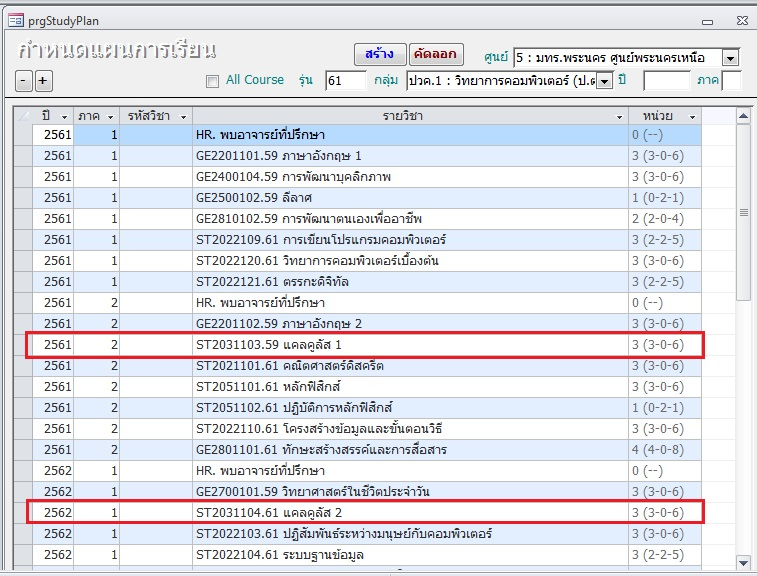 prgStudyPlan
กำหนดแผนการเรียน
สร้าง คัดลอก ศูนย์ 5 : มทร.พระนคร ศูนย์พระนครเหนือ
- + All Course รุ่น 61 กลุ่ม ปวค.1 : วิทยาการคอมพิวเตอร์ (ป.ต ปี ภาค
ปี ภาค รหัสวิชา รายวิชา หน่วย
2561 1 HR. พบอาจารย์ที่ปรึกษา 0 (--)
2561 1 GE2201101.59 ภาษาอังกฤษ 1 3 (3-0-6)
2561 1 GE2400104.59 การพัฒนาบุคลิกภาพ 3 (3-0-6)
2561 1 GE2500102.59 ลีลาศ 1 (0-2-1)
2561 1 GE2810102.59 การพัฒนาตนเองเพื่ออาชีพ 2 (2-0-4)
2561 1 ST2022109.61 การเขียนโปรแกรมคอมพิวเตอร์ 3 (2-2-5)
2561 1 ST2022120.61 วิทยาการคอมพิวเตอร์เบื้องต้น 3 (3-0-6)
2561 1 ST2022121.61 ตรรกะดิจิทัล 3 (2-2-5)
2561 2 HR. พบอาจารย์ที่ปรึกษา 0 (--)
2561 2 GE2201102.59 ภาษาอังกฤษ 2 3 (3-0-6)
2561 2 ST2031103.59 แคลคูลัส 1 3 (3-0-6)
2561 2 ST2021101.61 คณิตศาสตร์ดิสครีต 3 (3-0-6)
2561 2 ST2051101.61 หลักฟิสิกส์ 3 (3-0-6)
2561 2 ST2051102.61 ปฏิบัติการหลักฟิสิกส์ 1 (0-2-1)
2561 2 ST2022110.61 โครงสร้างข้อมูลและขั้นตอนวิธี 3 (3-0-6)
2561 2 GE2801101.61 ทักษะสร้างสรรค์และการสื่อสาร 4 (4-0-8)
2562 1 HR. พบอาจารย์ที่ปรึกษา 0 (--)
2562 1 GE2700101.59 วิทยาศาสตร์ในชีวิตประจำวัน 3 (3-0-6)
2562 1 ST2031104.61 แคลคูลัส 2 3 (3-0-6)
2562 1 ST2022103.61 ปฏิสัมพันธ์ระหว่างมนุษย์กับคอมพิวเตอร์ 3 (3-0-6)
2562 1 ST2022104.61 ระบบฐานข้อมูล 3 (2-2-5)